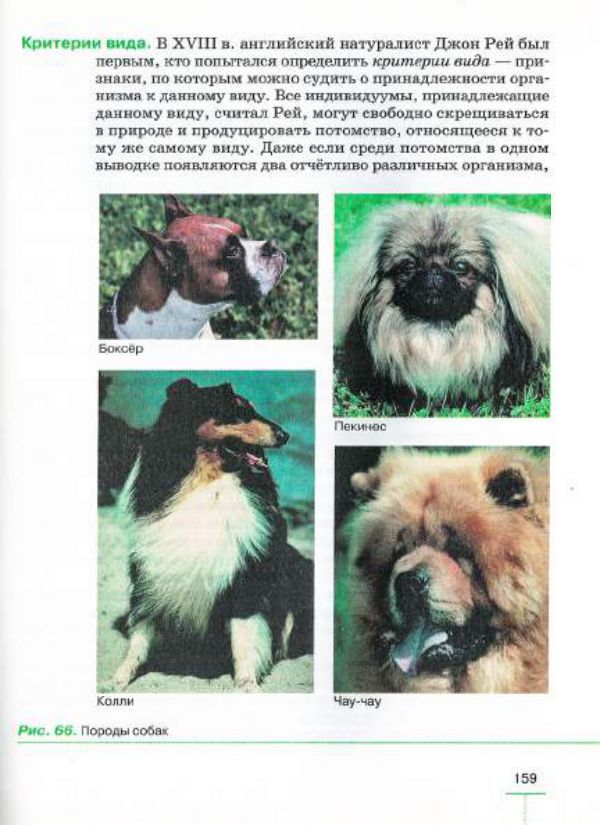 Критерии вида. В XVIII в. английский натуралист Джон Рей был
первым, кто попытался определить критерии вида — при-
знаки, по которым можно судить о принадлежности орга-
низма к данному виду. Все индивидуумы, принадлежащие
данному виду, считал Рей, могут свободно скрещиваться
в природе и продуцировать потомство, относящееся к то-
му же самому виду. Даже если среди потомства в одном
выводке появляются два отчётливо различных организма,
Боксёр
Пекинес
Колли
Чау-чау
Рис. 66. Породы собак
159